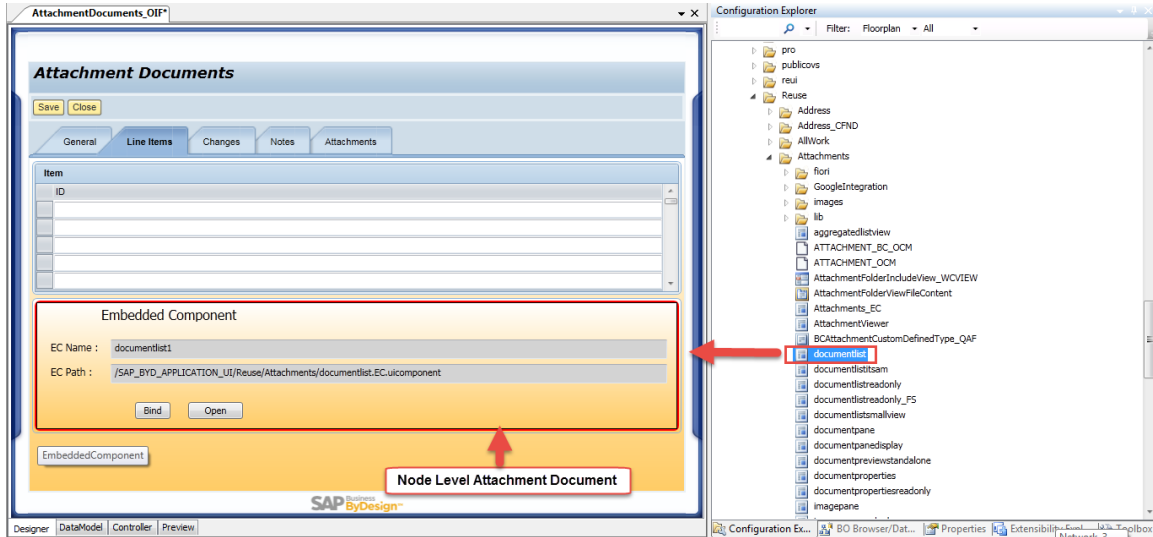 AttachmentDocuments_OIF*
Attachment Documents
Save Close
General Line Items Changes Notes Attachments
Item
ID
Embedded Component
EC Name : documentlist1
EC Path : /SAP_BYD_APPLICATION_UI/Reuse/Attachments/documentlist.EC.uicomponent
Bind Open
EmbeddedComponent
Node Level Attachment Document
SAP Business ByDesign
Designer DataModel Controller Preview
Configuration Explorer
Filter: Floorplan All
pro
publicovs
reui
Reuse
Address
Address_CFND
AllWork
Attachments
fiori
GoogleIntegration
images
lib
aggregatedlistview
ATTACHMENT_BC_OCM
ATTACHMENT_OCM
AttachmentFolderIncludeView_WCVIEW
AttachmentFolderViewFileContent
Attachments_EC
AttachmentViewer
BCAttachmentCustomDefinedType_QAF
documentlist
documentlistitsam
documentlistreadonly
documentlistreadonly_FS
documentlistsmallview
documentpane
documentpanedisplay
documentpreviewstandalone
documentproperties
documentpropertiesreadonly
imagepane
Configuration Ex... BO Browser/Dat... Properties Toolbox